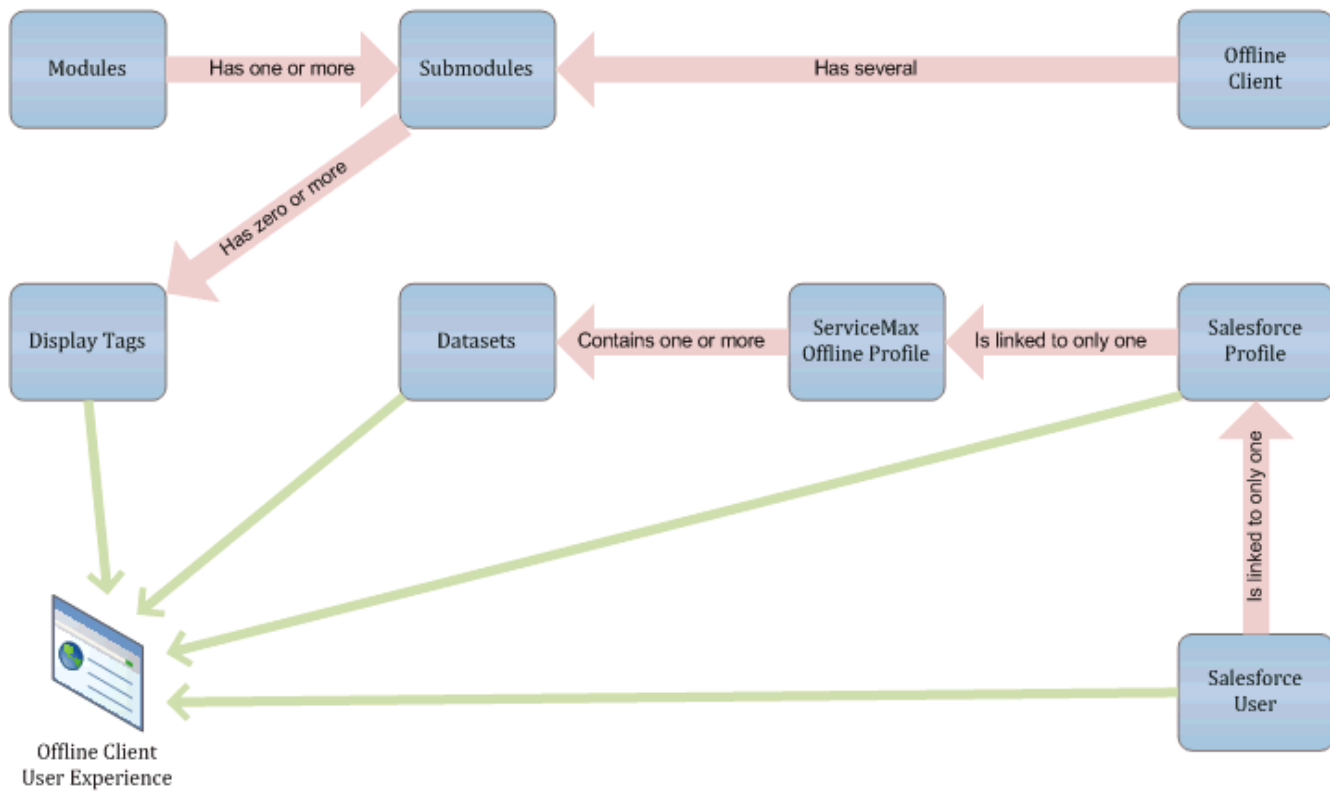 Modules
Has one or more
Submodules
Has several
Offline
Client
Has zero or more
Display Tags
Datasets
Contains one or more
ServiceMax
Offline Profile
Is linked to only one
Salesforce
Profile
Is linked to only one
Salesforce
User
Offline Client
User Experience